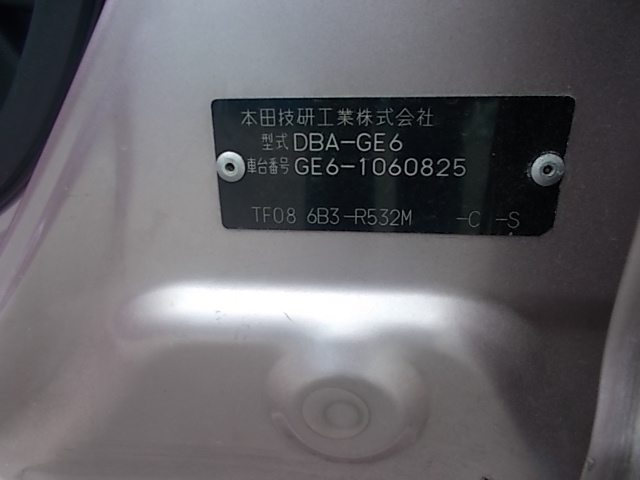 本田技研工業株式会社
型式 DBA-GE6
車台番号 GE6-1060825
TF08 6B3-R532M -C -S